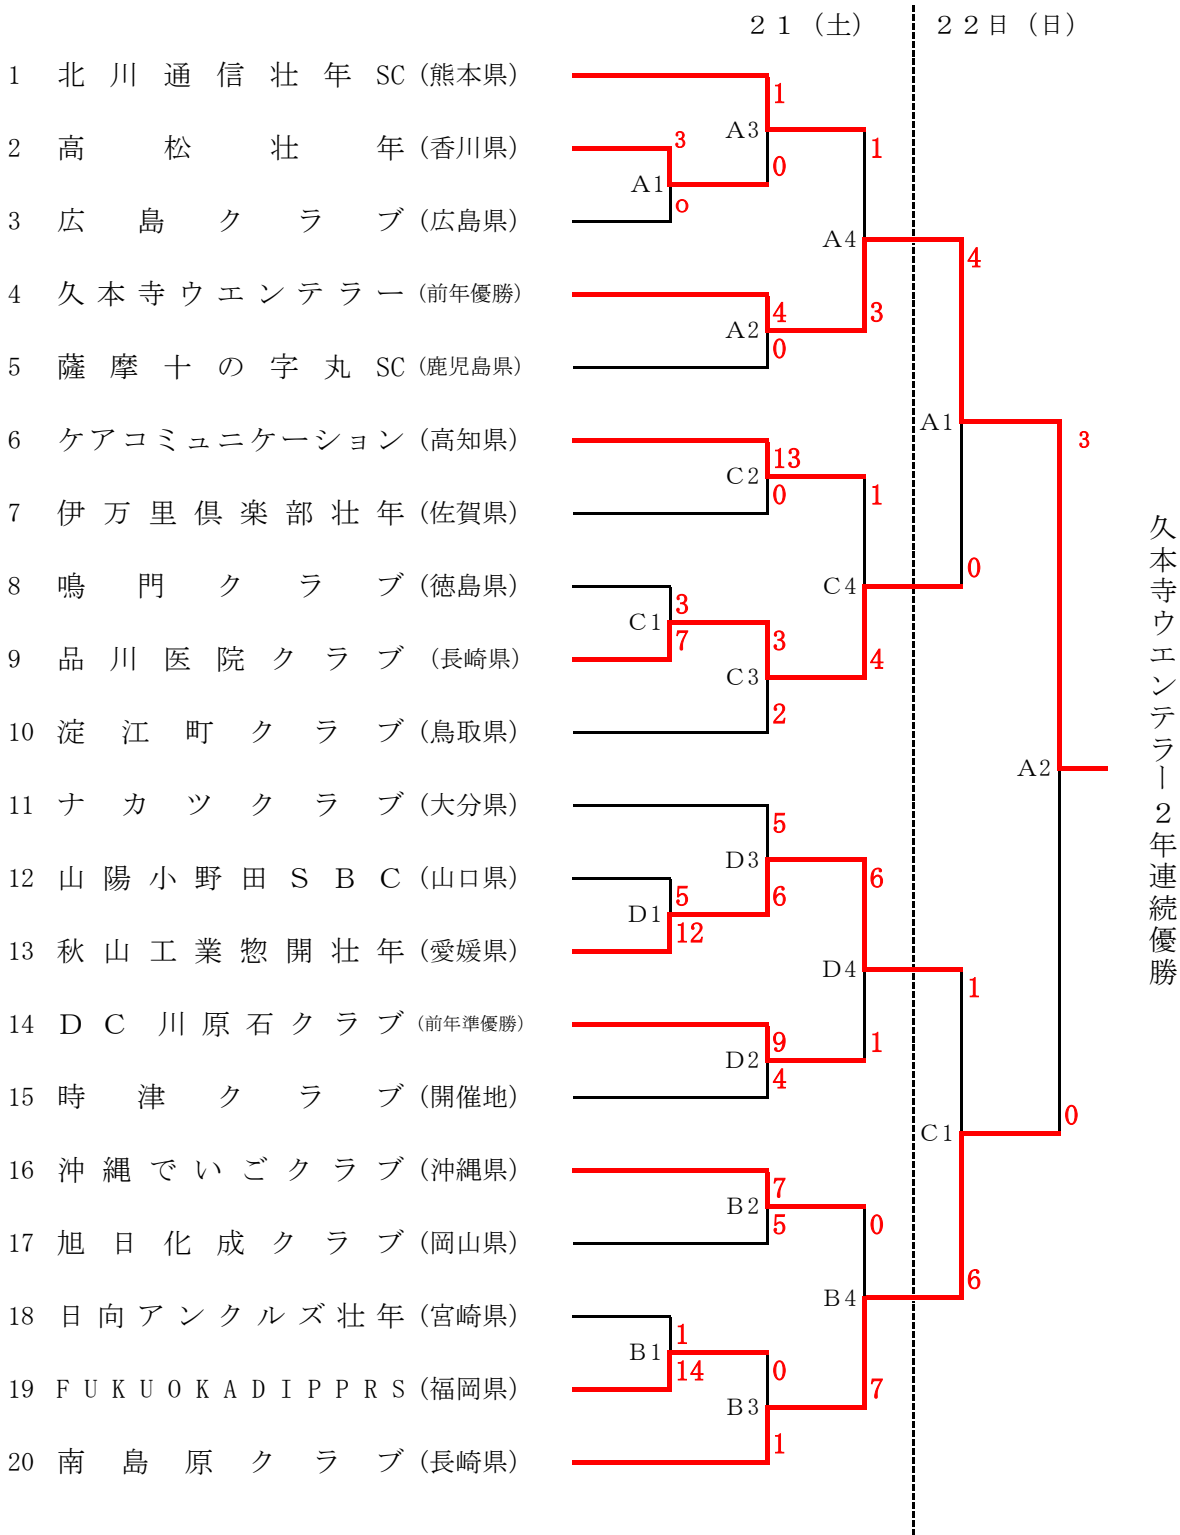 ２１（土） ２２日（日）
1 北川通信壮年SC（熊本県）
1
A3
2 高松壮年（香川県）
3
1
0
A1
3 広島クラブ（広島県）
0
A4
4
4 久本寺ウエンテラー（前年優勝）
4
3
A2
0
5 薩摩十の字丸SC（鹿児島県）
A1
6 ケアコミュニケーション（高知県）
3
13
C2
0
1
7 伊万里倶楽部壮年（佐賀県）
0
8 鳴門クラブ（徳島県）
C4
3
C1
7
3
4
9 品川医院クラブ（長崎県）
C3
2
10 淀江町クラブ（鳥取県）
A2
久本寺ウエンテラー２年連続優勝
11 ナカツクラブ（大分県）
5
D3
12 山陽小野田ＳＢＣ（山口県）
6
5
6
D1
12
13 秋山工業惣開壮年（愛媛県）
D4
1
14 ＤＣ川原石クラブ（前年準優勝）
9
1
D2
4
15 時津クラブ（開催地）
0
C1
16 沖縄でいごクラブ（沖縄県）
7
B2
5
0
17 旭日化成クラブ（岡山県）
6
B4
18 日向アンクルズ壮年（宮崎県）
1
B1
14
0
7
19 ＦＵＫＵＯＫＡＤＩＰＰＲＳ（福岡県）
B3
1
20 南島原クラブ（長崎県）